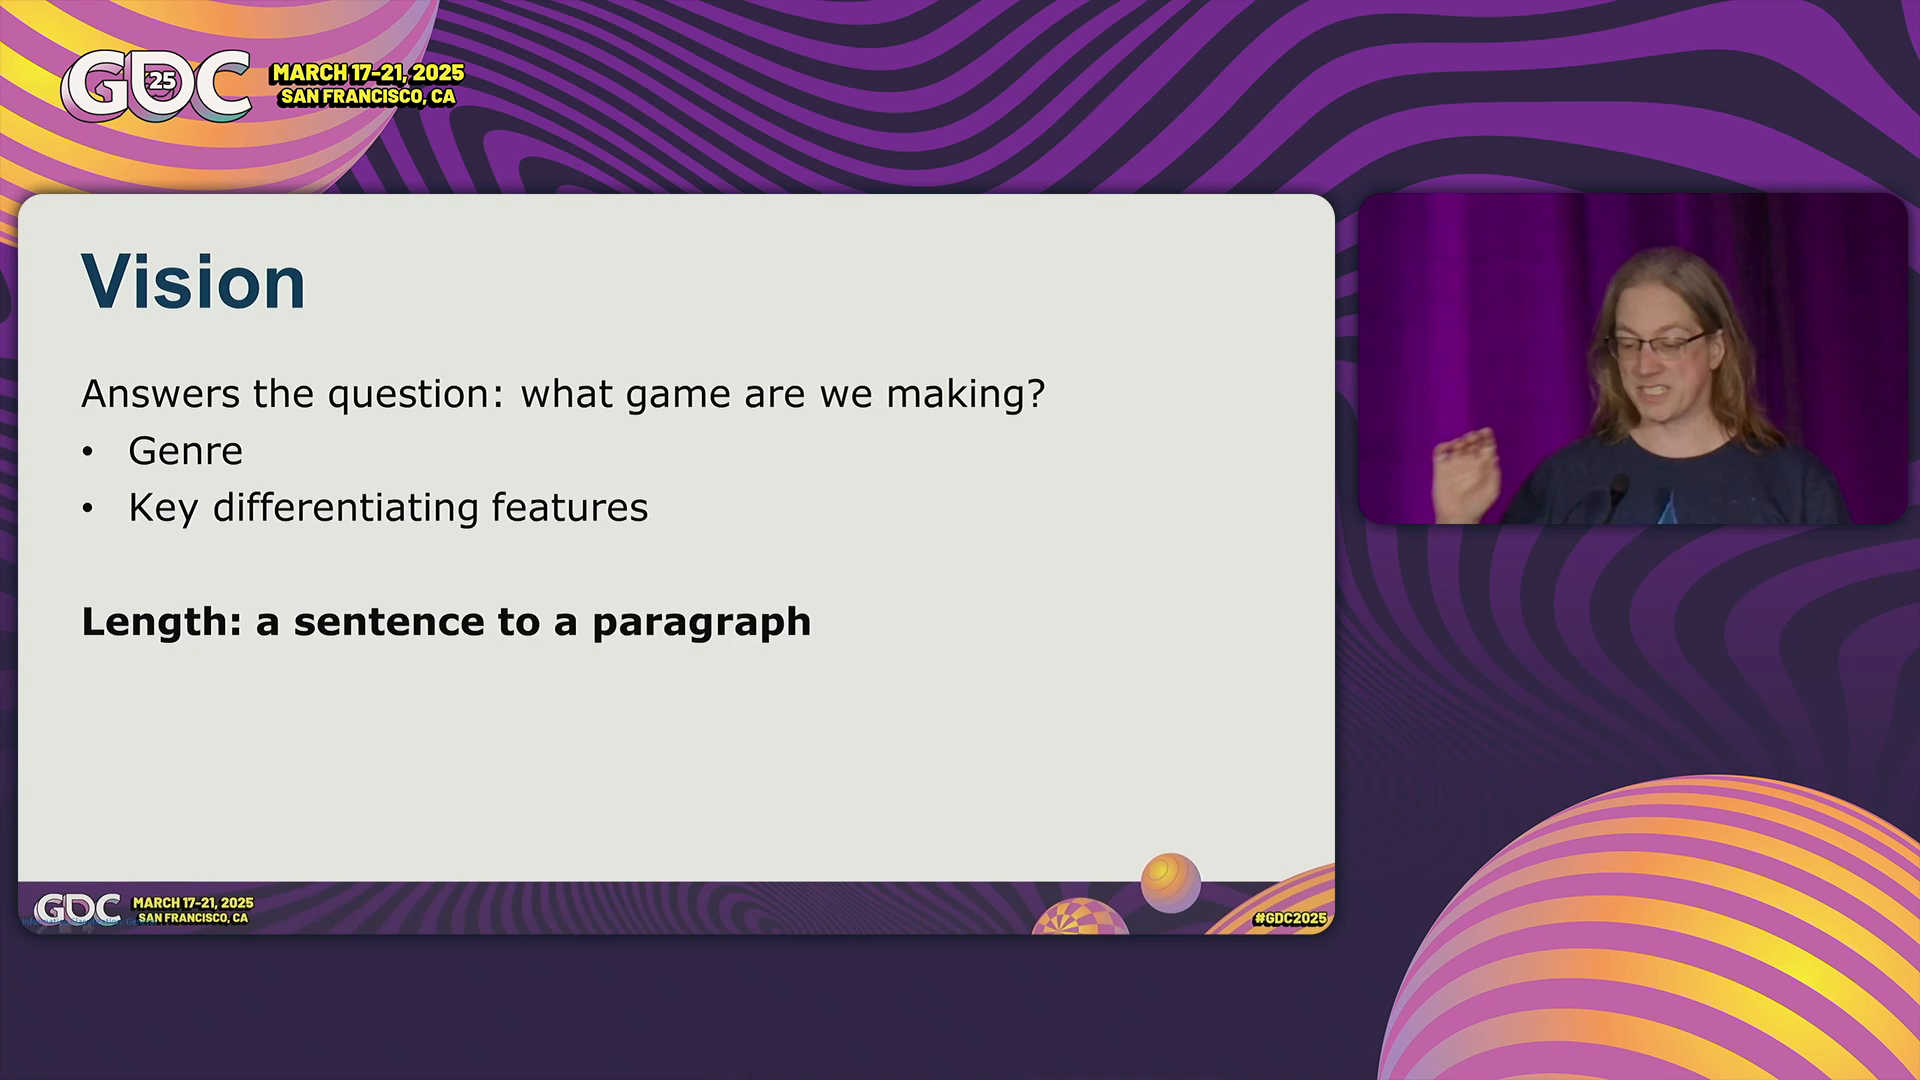 GDC 25
MARCH 17-21, 2025
SAN FRANCISCO, CA
Vision
Answers the question: what game are we making?
• Genre
• Key differentiating features
Length: a sentence to a paragraph
GDC
MARCH 17-21, 2025
SAN FRANCISCO, CA
#GDC2025